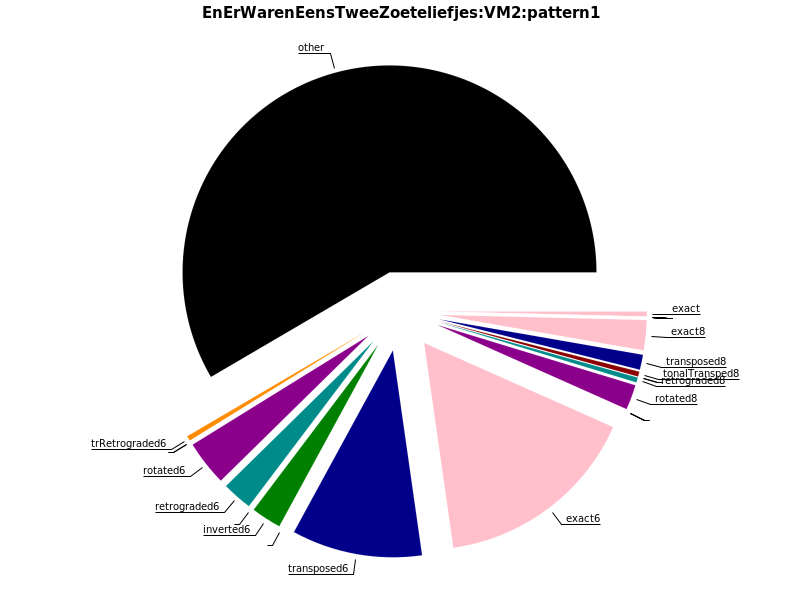 EnErWarenEensTweeZoeteliefjes:VM2:pattern1
other
exact
exact8
transposed8
tonalTransped8
retrograded8
rotated8
trRetrograded6
rotated6
retrograded6
exact6
inverted6
transposed6